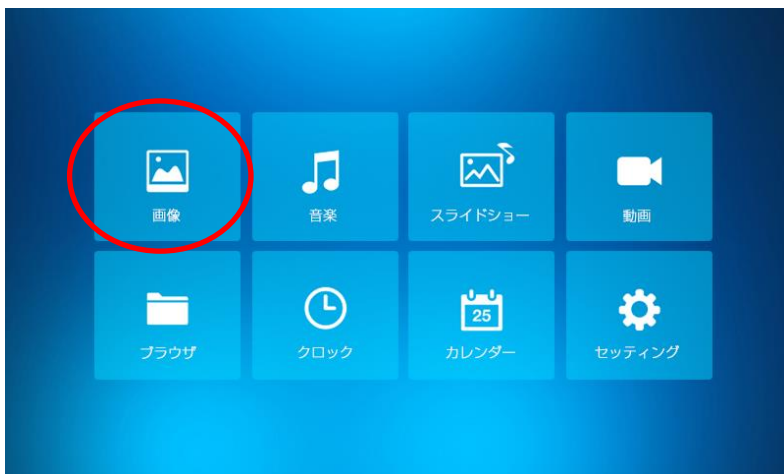 画像
音楽
スライドショー
動画
ブラウザ
クロック
25
カレンダー
セッティング